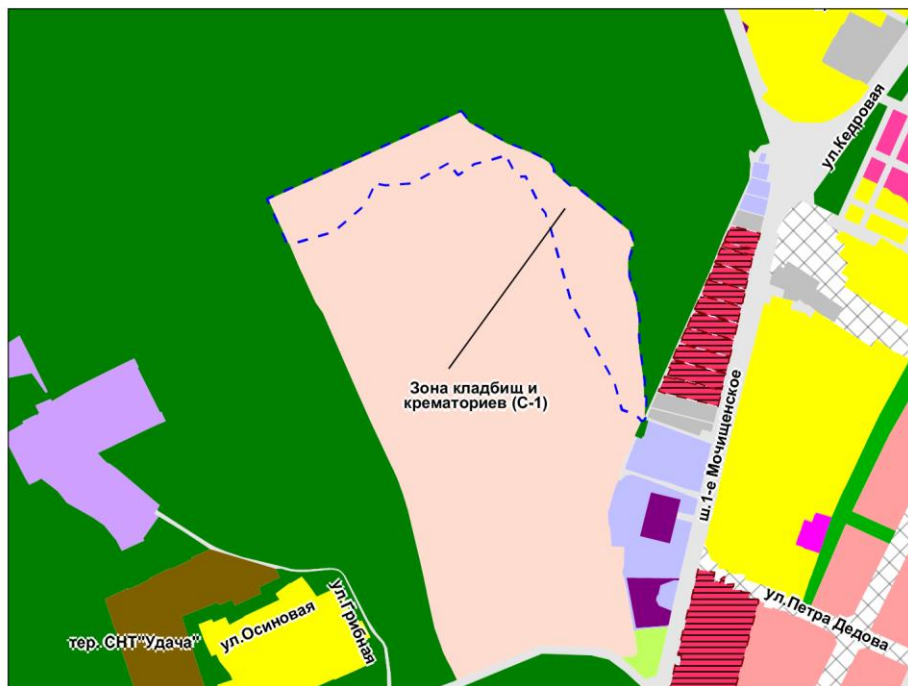 ул.Кедровая
Зона кладбищ и
крематориев (С-1)
ш. 1-е Мочищенское
ул.Петра Дедова
ул.Грибная
ул.Осиновая
тер. СНТ"Удача"